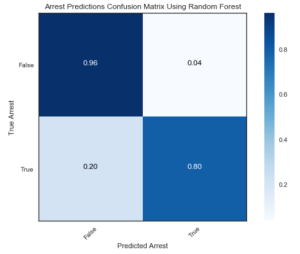 Arrest Predictions Confusion Matrix Using Random Forest
False
0.96
0.04
0.8
0.6
True Arrest
0.4
True
0.20
0.80
0.2
False
True
Predicted Arrest